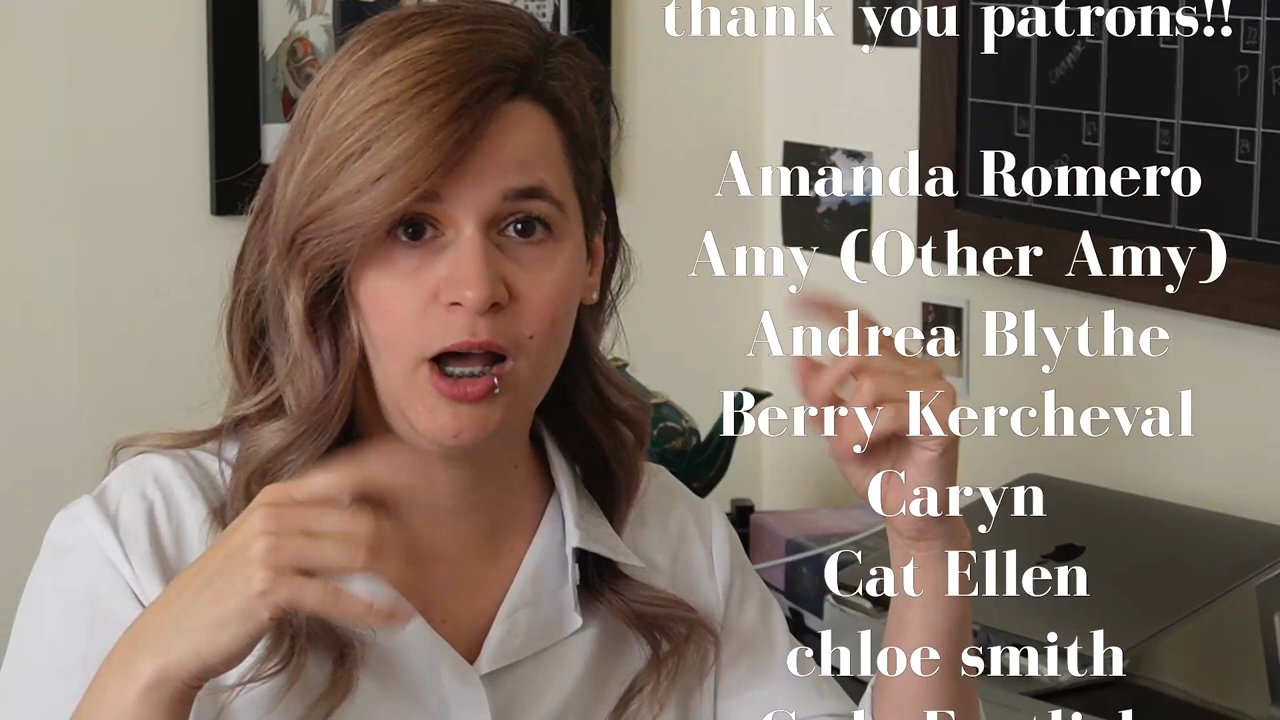 thank you patrons!!
Amanda Romero
Amy (Other Amy)
Andrea Blythe
Berry Kercheval
Caryn
Cat Ellen
chloe smith